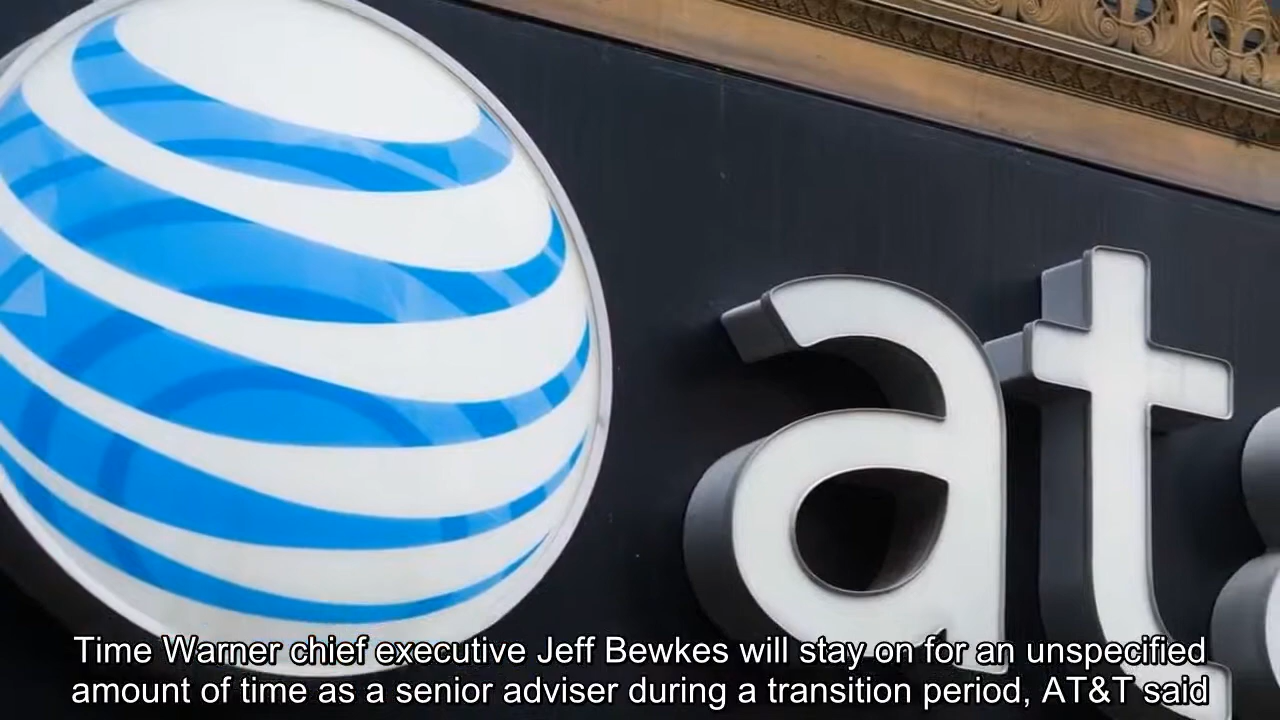 at
Time Warner chief executive Jeff Bewkes will stay on for an unspecified
amount of time as a senior adviser during a transition period, AT&T said